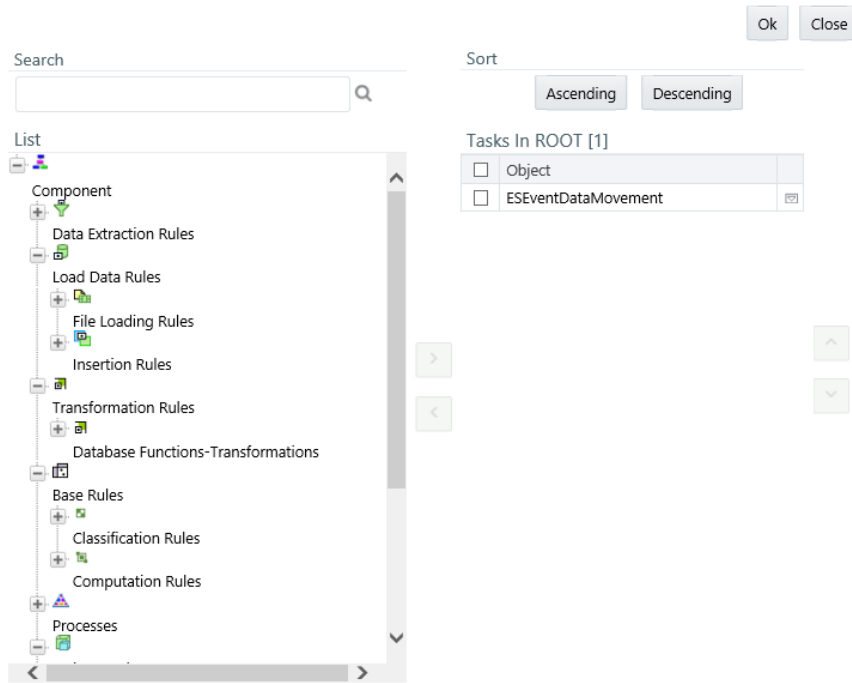 Ok Close
Search
Sort
Ascending Descending
List
Tasks In ROOT [1]
Component
Object
ESEventDataMovement
Data Extraction Rules
Load Data Rules
File Loading Rules
Insertion Rules
Transformation Rules
Database Functions-Transformations
Base Rules
Classification Rules
Computation Rules
Processes